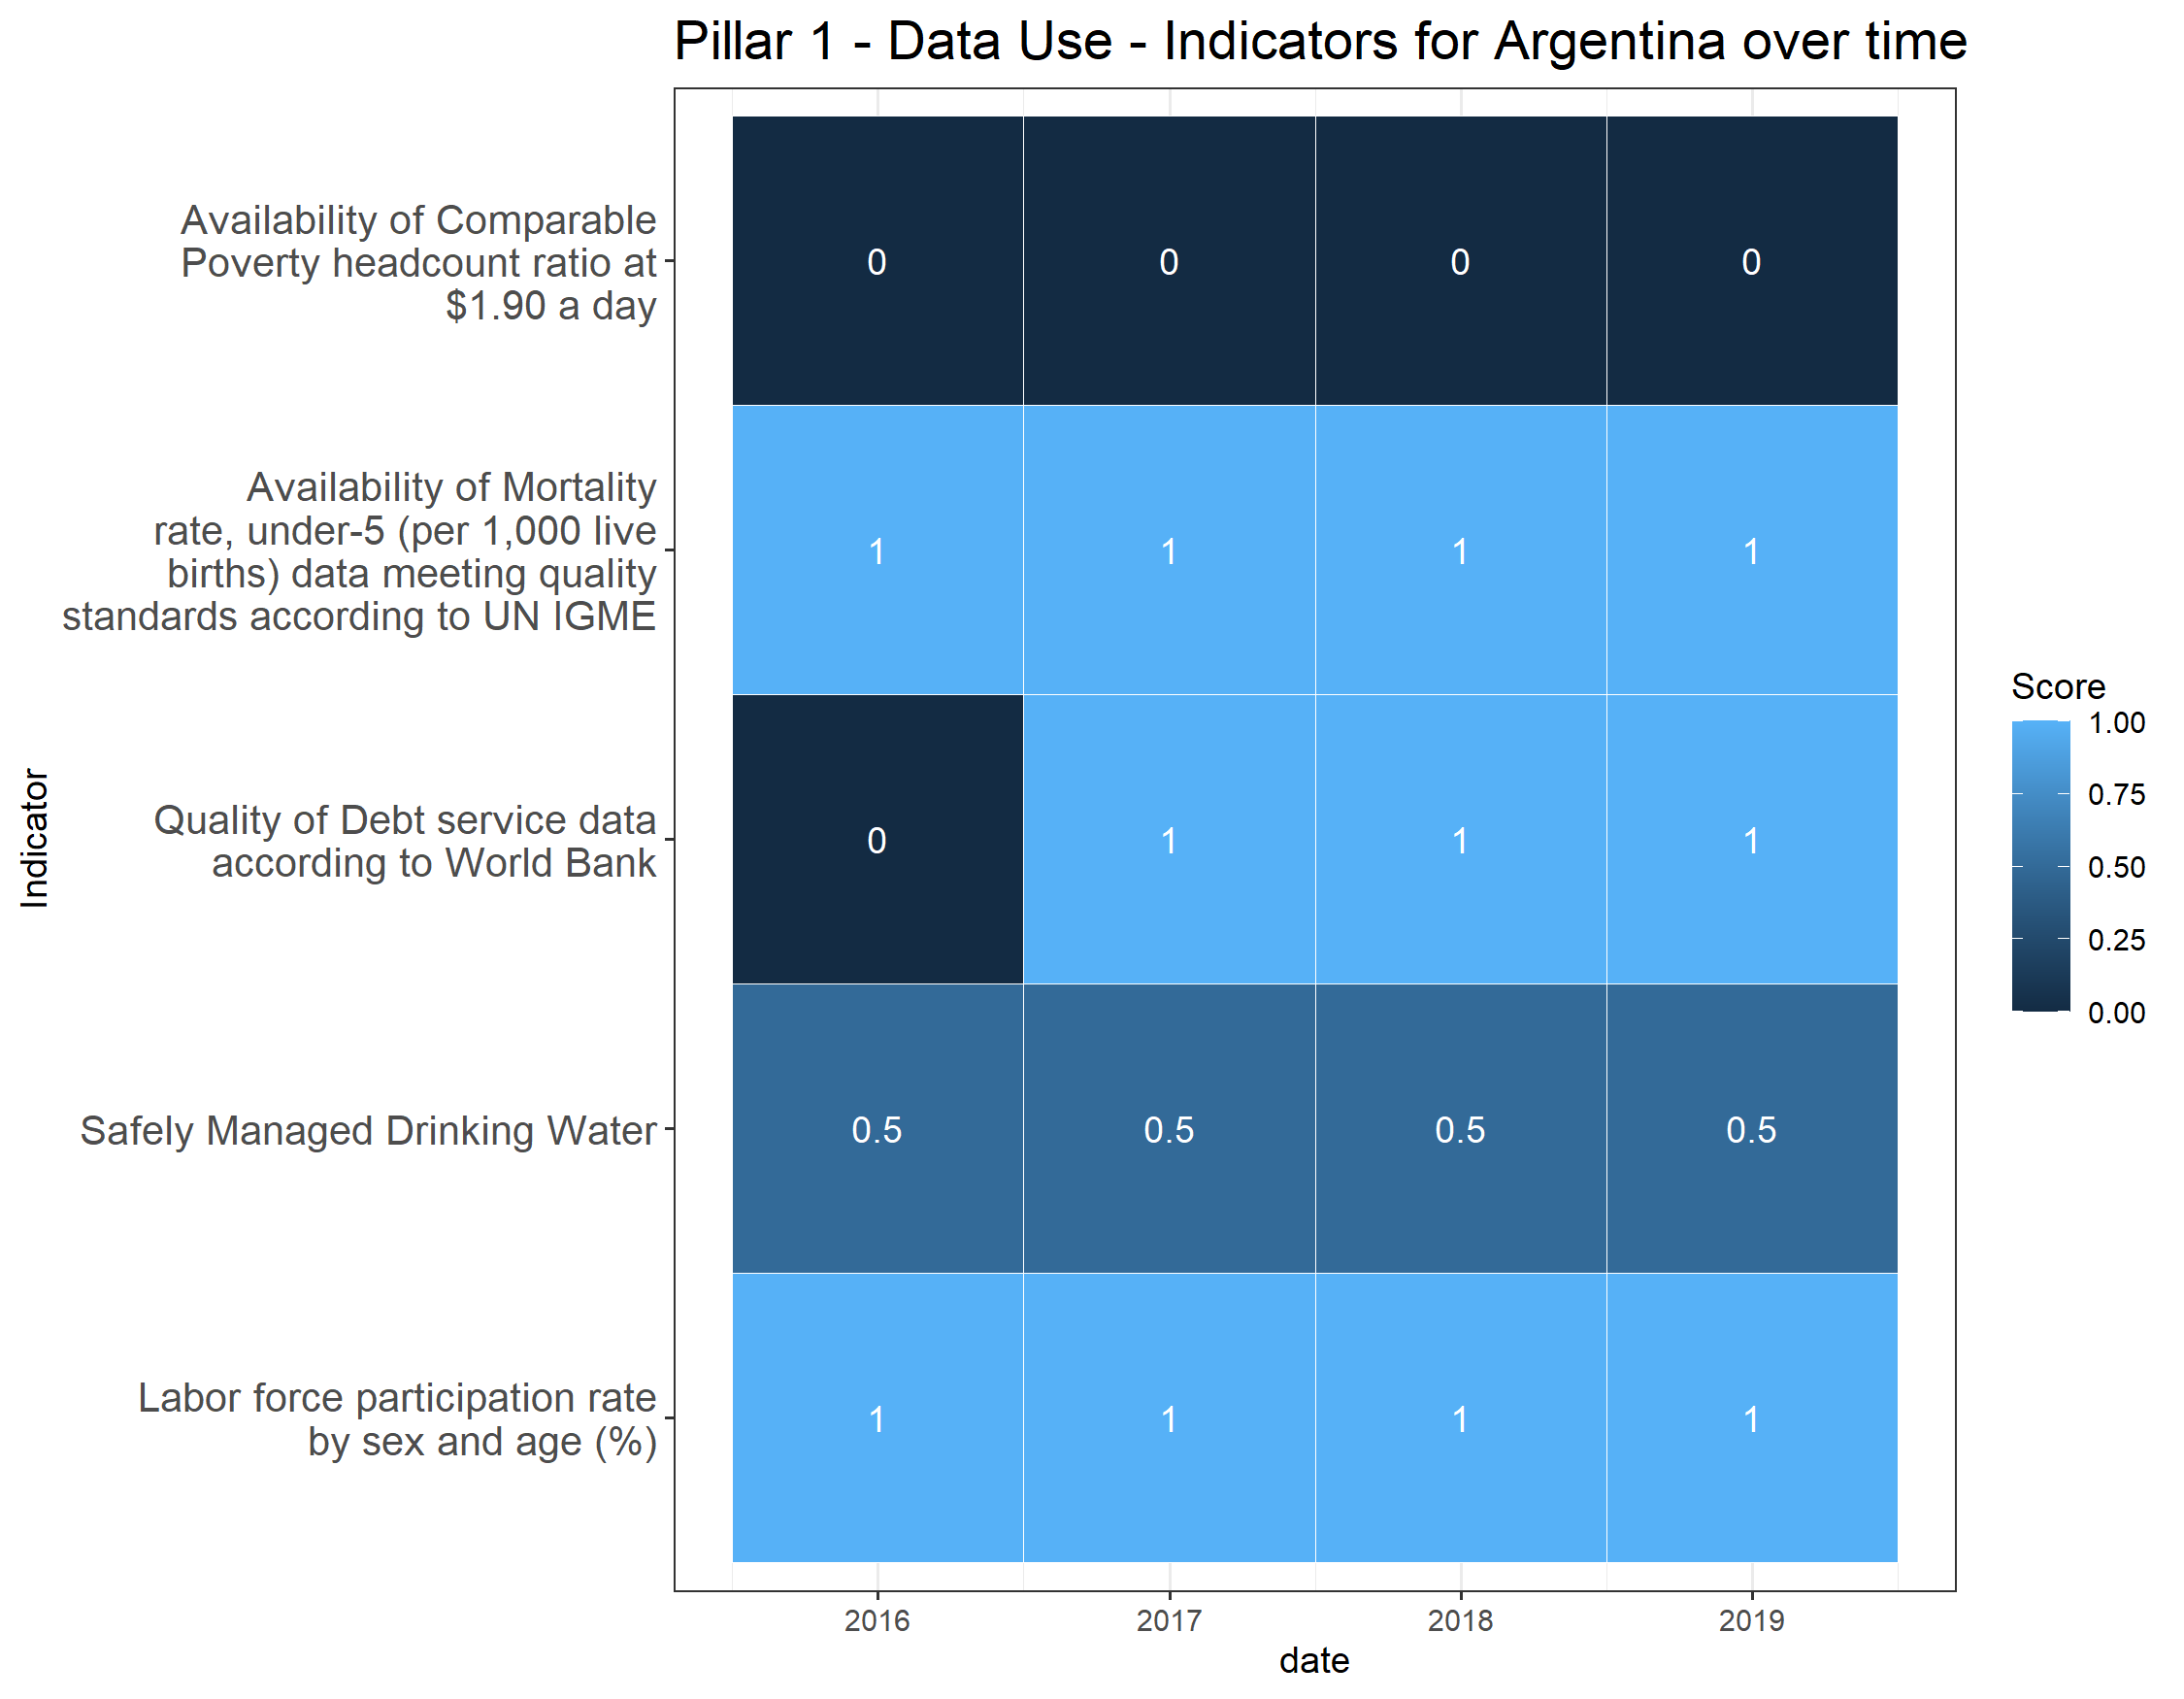 Pillar 1 - Data Use - Indicators for Argentina over time
Indicator
Availability of Comparable
Poverty headcount ratio at
$1.90 a day
0 0 0 0
Availability of Mortality
rate, under-5 (per 1,000 live
births) data meeting quality
standards according to UN IGME
1 1 1 1
Quality of Debt service data
according to World Bank
0 1 1 1
Safely Managed Drinking Water
0.5 0.5 0.5 0.5
Labor force participation rate
by sex and age (%)
1 1 1 1
2016 2017 2018 2019
date
Score
1.00
0.75
0.50
0.25
0.00